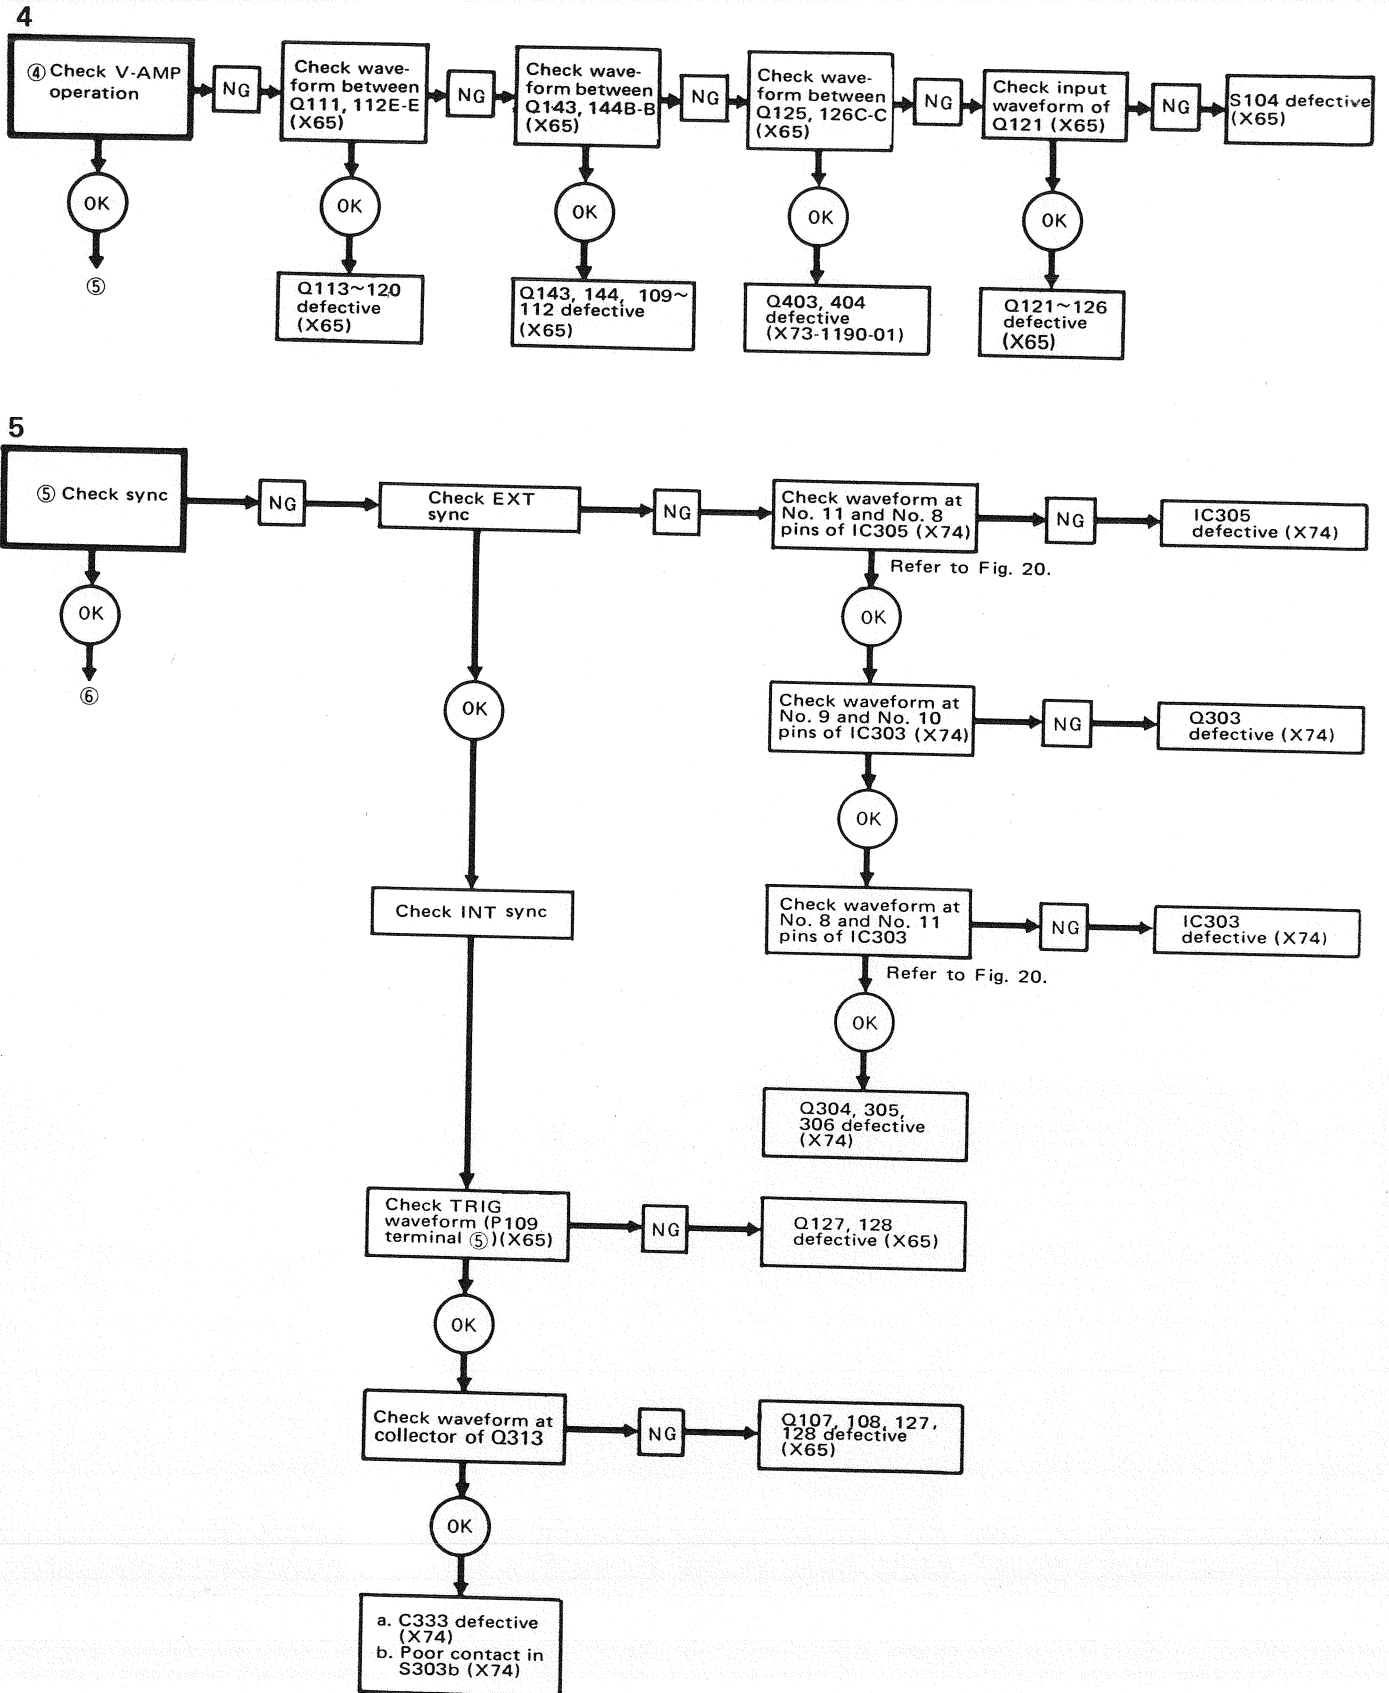 4
④ Check V-AMP
operation
NG
Check wave-
form between
Q111, 112E-E
(X65)
NG
Check wave-
form between
Q143, 144B-B
(X65)
NG
Check wave-
form between
Q125, 126C-C
(X65)
NG
Check input
waveform of
Q121 (X65)
NG
S104 defective
(X65)
OK
OK
OK
OK
OK
⑤
Q113~120
defective
(X65)
Q143, 144, 109~
112 defective
(X65)
Q403, 404
defective
(X73-1190-01)
Q121~126
defective
(X65)
5
⑤ Check sync
NG
Check EXT
sync
NG
Check waveform at
No. 11 and No. 8
pins of IC305 (X74)
NG
IC305
defective (X74)
Refer to Fig. 20.
OK
OK
⑥
OK
Check waveform at
No. 9 and No. 10
pins of IC303 (X74)
NG
Q303
defective (X74)
OK
Check INT sync
Check waveform at
No. 8 and No. 11
pins of IC303
NG
IC303
defective (X74)
Refer to Fig. 20.
OK
Q304, 305,
306 defective
(X74)
Check TRIG
waveform (P109
terminal ⑤)(X65)
NG
Q127, 128
defective (X65)
OK
Check waveform at
collector of Q313
NG
Q107, 108, 127,
128 defective
(X65)
OK
a. C333 defective
(X74)
b. Poor contact in
S303b (X74)